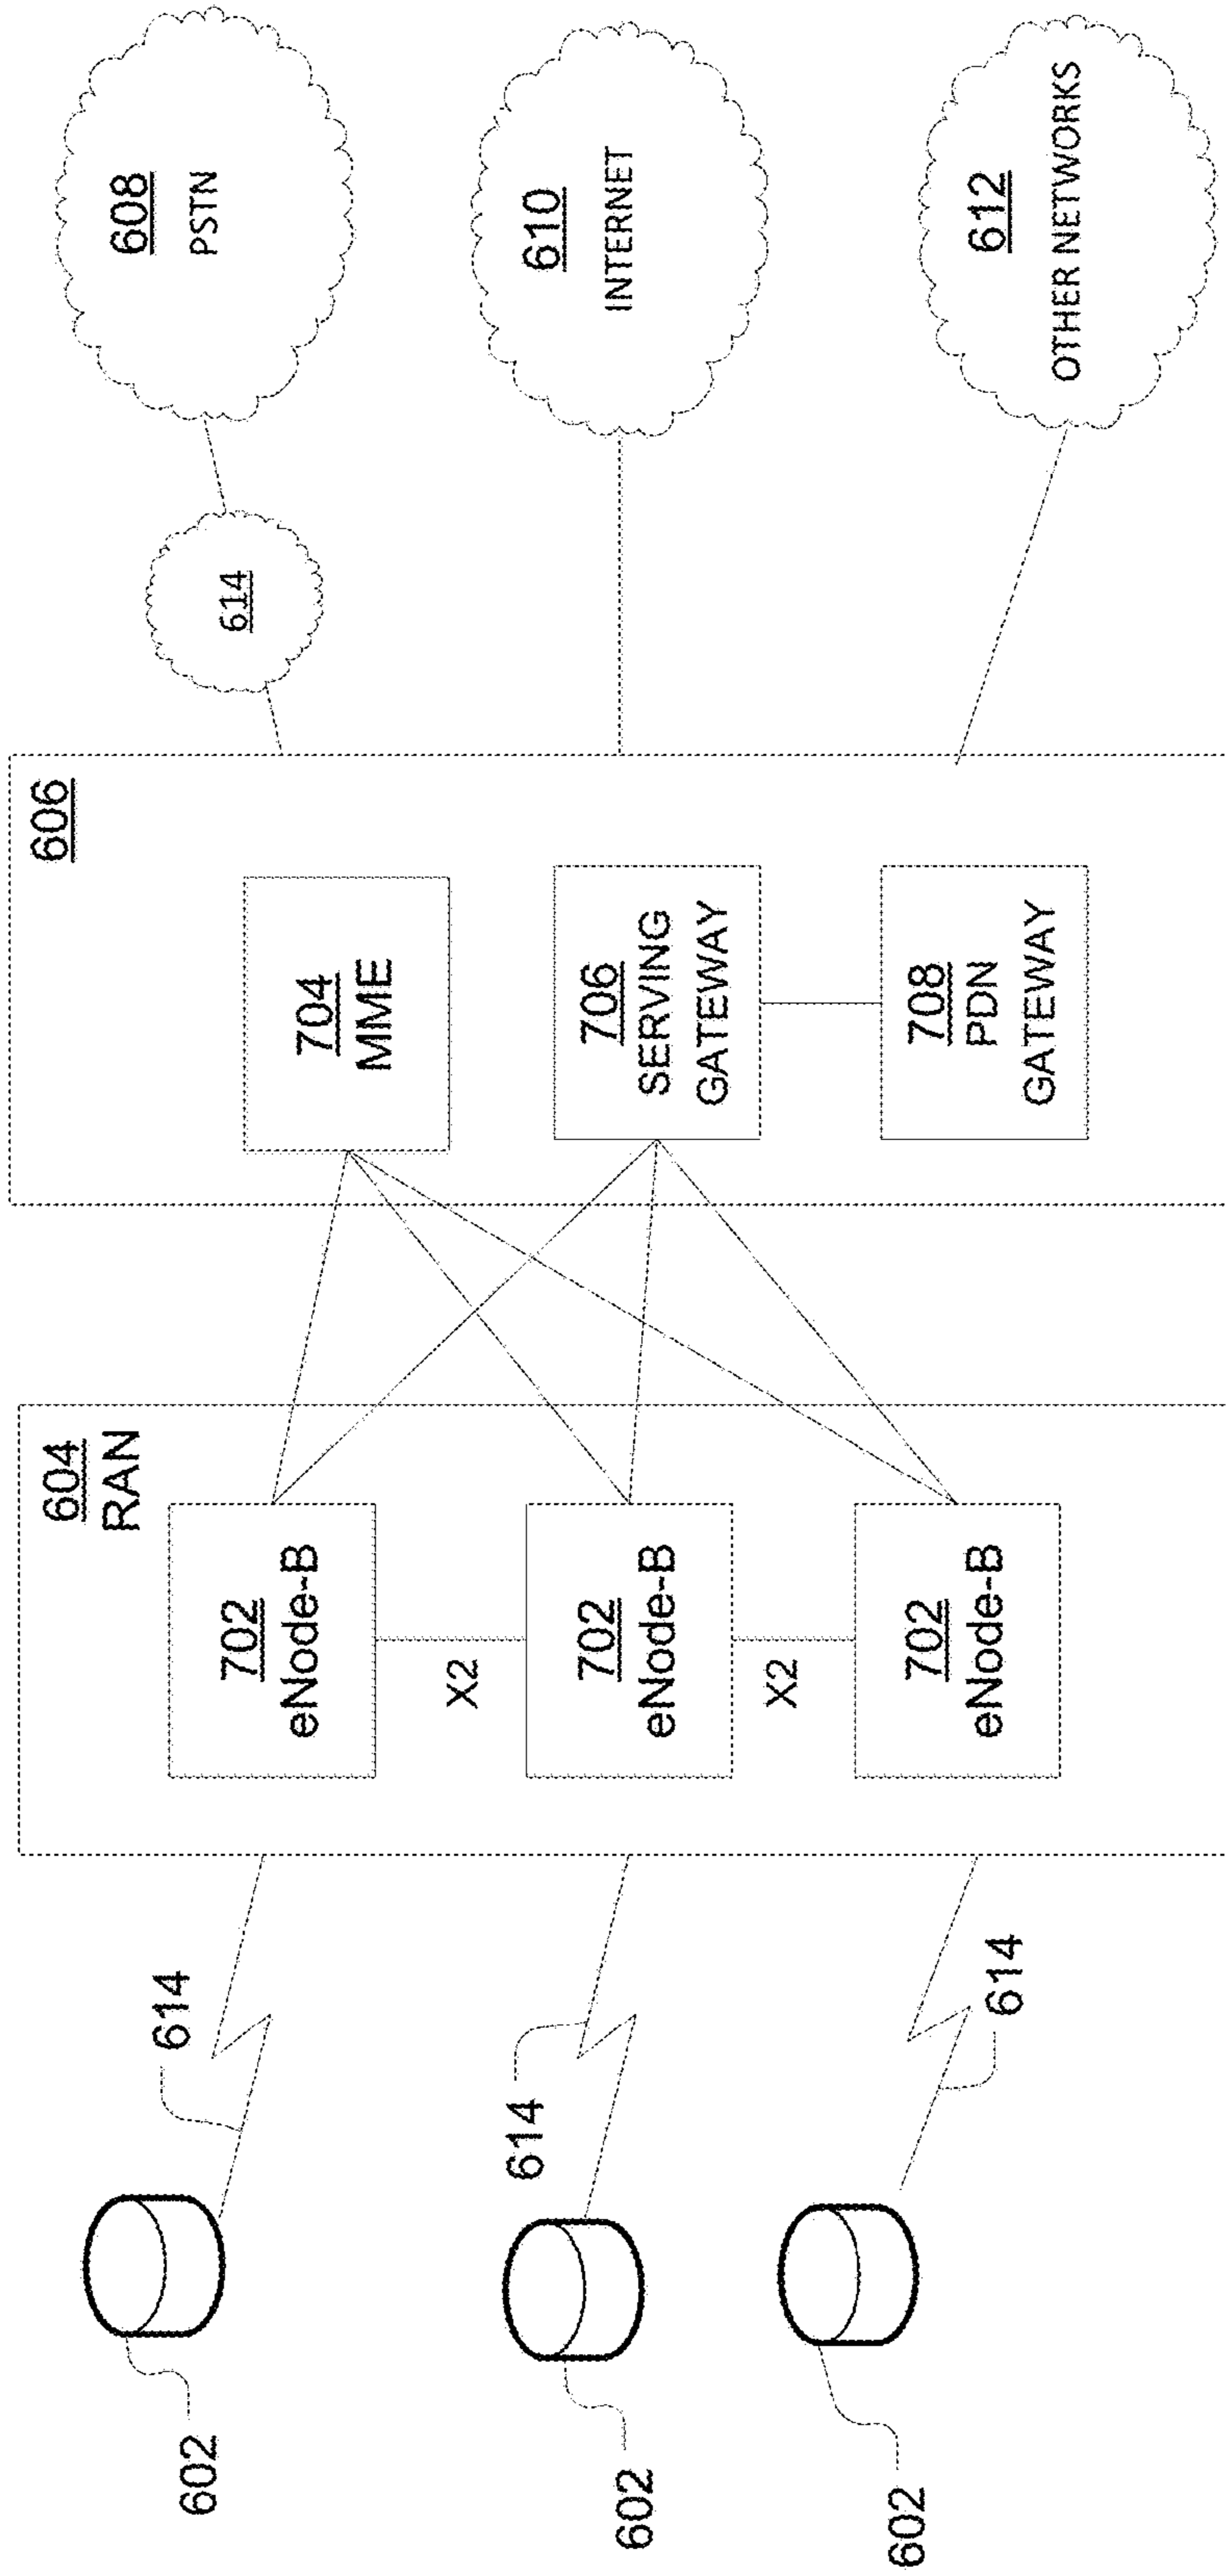 602
614
602
614
602
614
604
RAN
702
eNode-B
X2
702
eNode-B
X2
702
eNode-B
606
704
MME
706
SERVING
GATEWAY
708
PDN
GATEWAY
614
608
PSTN
610
INTERNET
612
OTHER NETWORKS